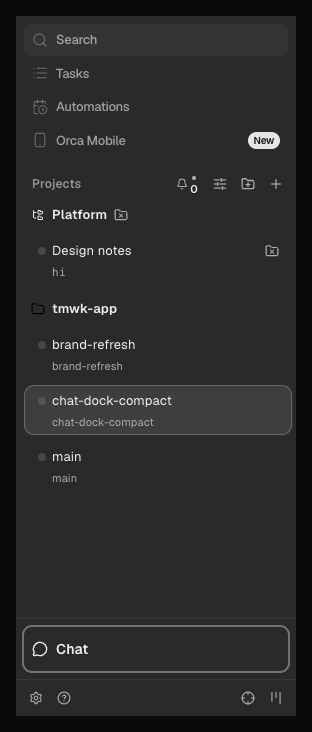 Search
Tasks
Automations
Orca Mobile New
Projects 0
Platform
Design notes
hi
tmwk-app
brand-refresh
brand-refresh
chat-dock-compact
chat-dock-compact
main
main
Chat